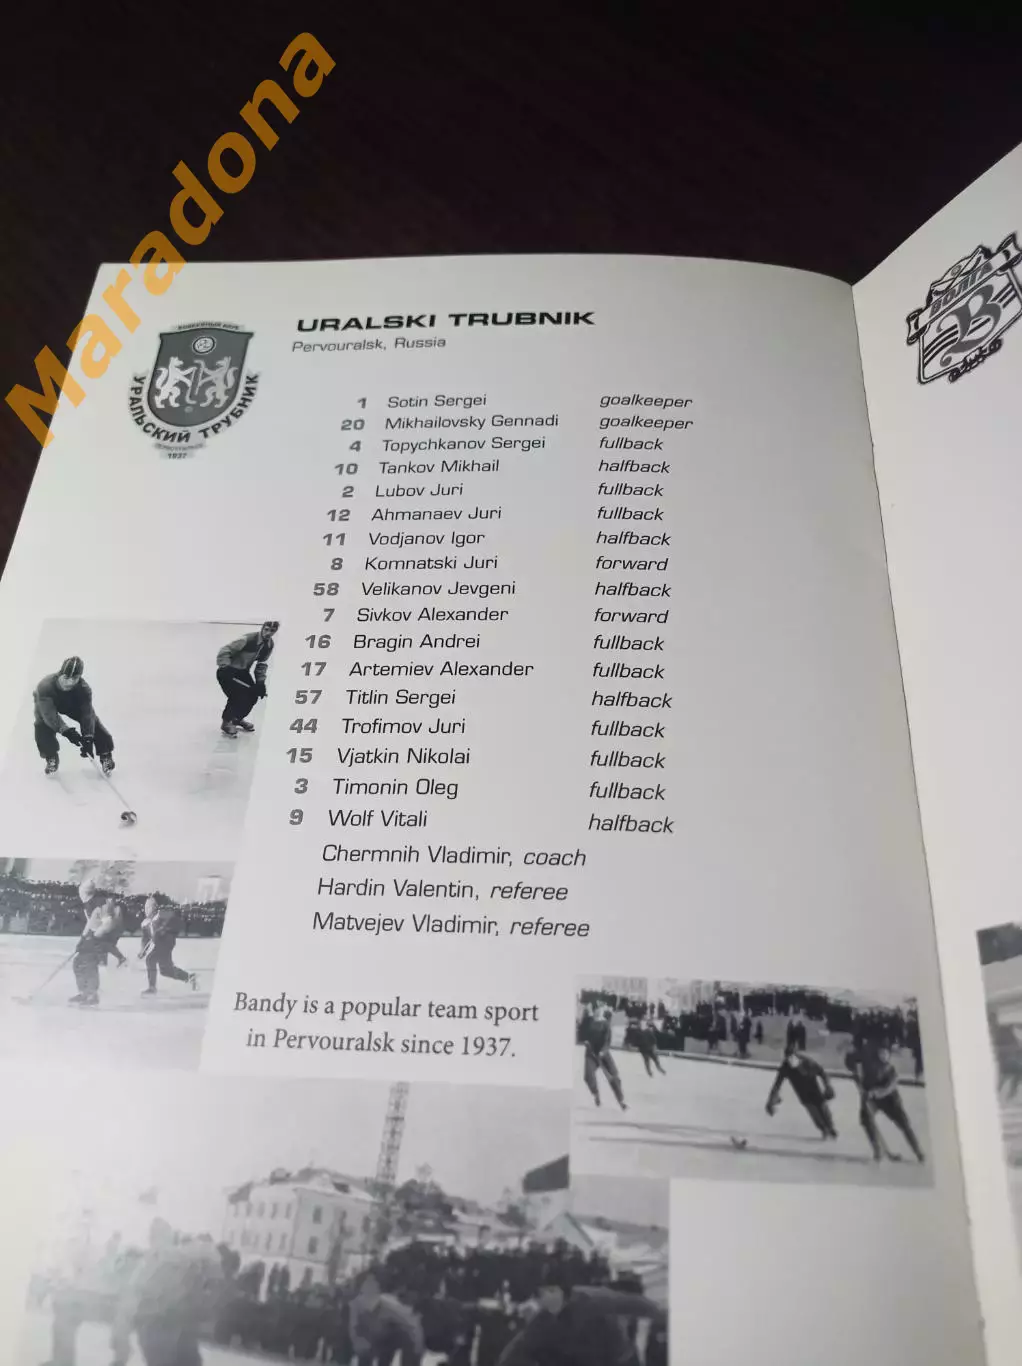 Maradona
ХОККЕЙНЫЙ КЛУБ
УРАЛЬСКИЙ ТРУБНИК
1937
ВОЛГА
В
URALSKI TRUBNIK
Pervouralsk, Russia
1 Sotin Sergei goalkeeper
20 Mikhailovsky Gennadi goalkeeper
4 Topychkanov Sergei fullback
10 Tankov Mikhail halfback
2 Lubov Juri fullback
12 Ahmanaev Juri fullback
11 Vodjanov Igor halfback
8 Komnatski Juri forward
58 Velikanov Jevgeni halfback
7 Sivkov Alexander forward
16 Bragin Andrei fullback
17 Artemiev Alexander fullback
57 Titlin Sergei halfback
44 Trofimov Juri fullback
15 Vjatkin Nikolai fullback
3 Timonin Oleg fullback
9 Wolf Vitali halfback
Chermnih Vladimir, coach
Hardin Valentin, referee
Matvejev Vladimir, referee
Bandy is a popular team sport
in Pervouralsk since 1937.